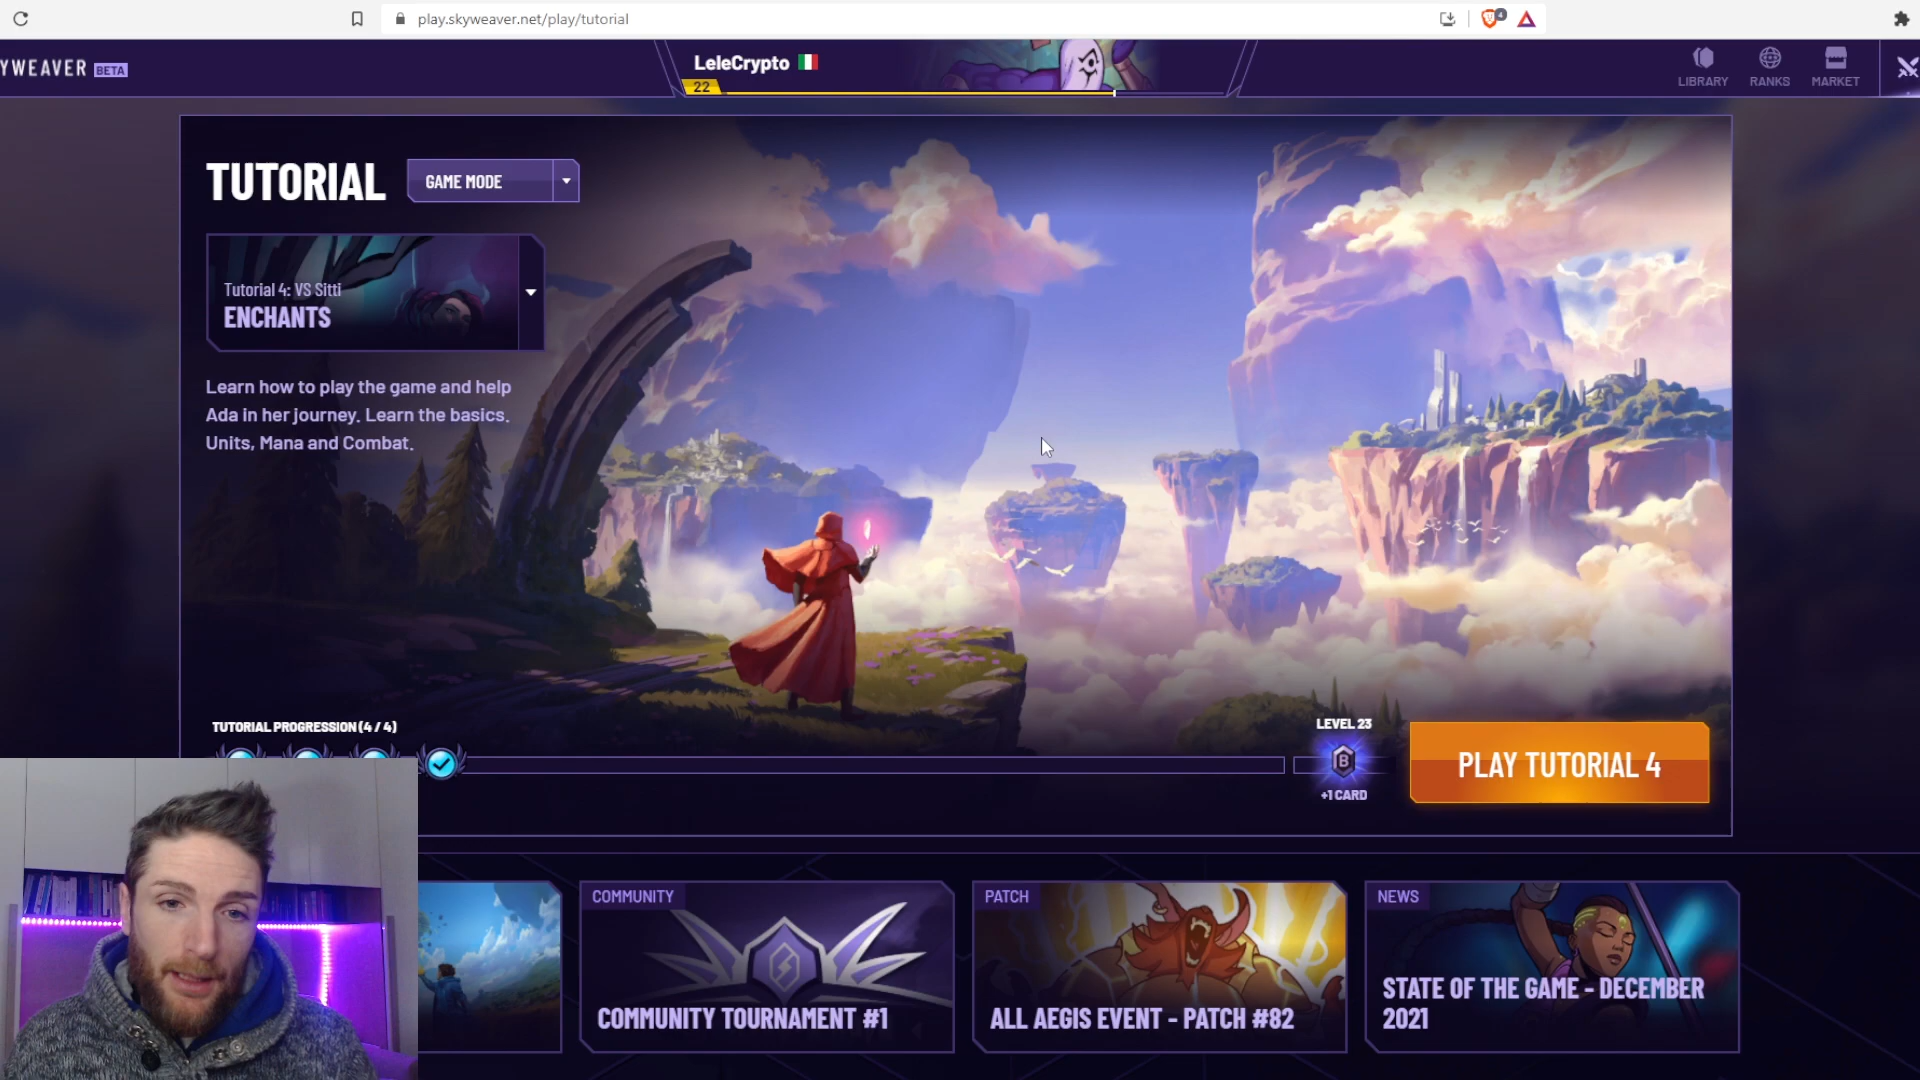 play.skyweaver.net/play/tutorial
4
YWEAVER BETA
LeleCrypto
22
LIBRARY
RANKS
MARKET
TUTORIAL
GAME MODE
Tutorial 4: VS Sitti
ENCHANTS
Learn how to play the game and help
Ada in her journey. Learn the basics.
Units, Mana and Combat.
TUTORIAL PROGRESSION (4 / 4)
LEVEL 23
B
+1 CARD
PLAY TUTORIAL 4
COMMUNITY
COMMUNITY TOURNAMENT #1
PATCH
ALL AEGIS EVENT - PATCH #82
NEWS
STATE OF THE GAME - DECEMBER
2021